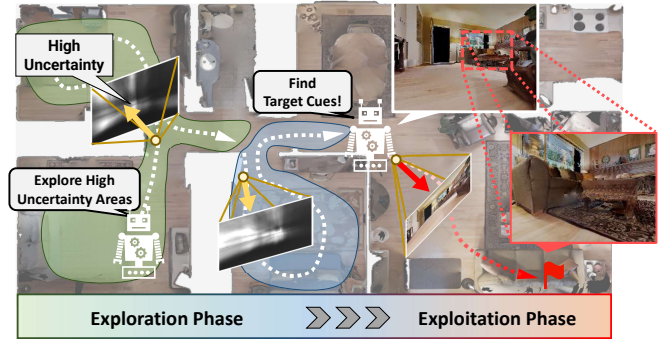 High
Uncertainty
Find
Target Cues!
Explore High
Uncertainty Areas
Exploration Phase
Exploitation Phase